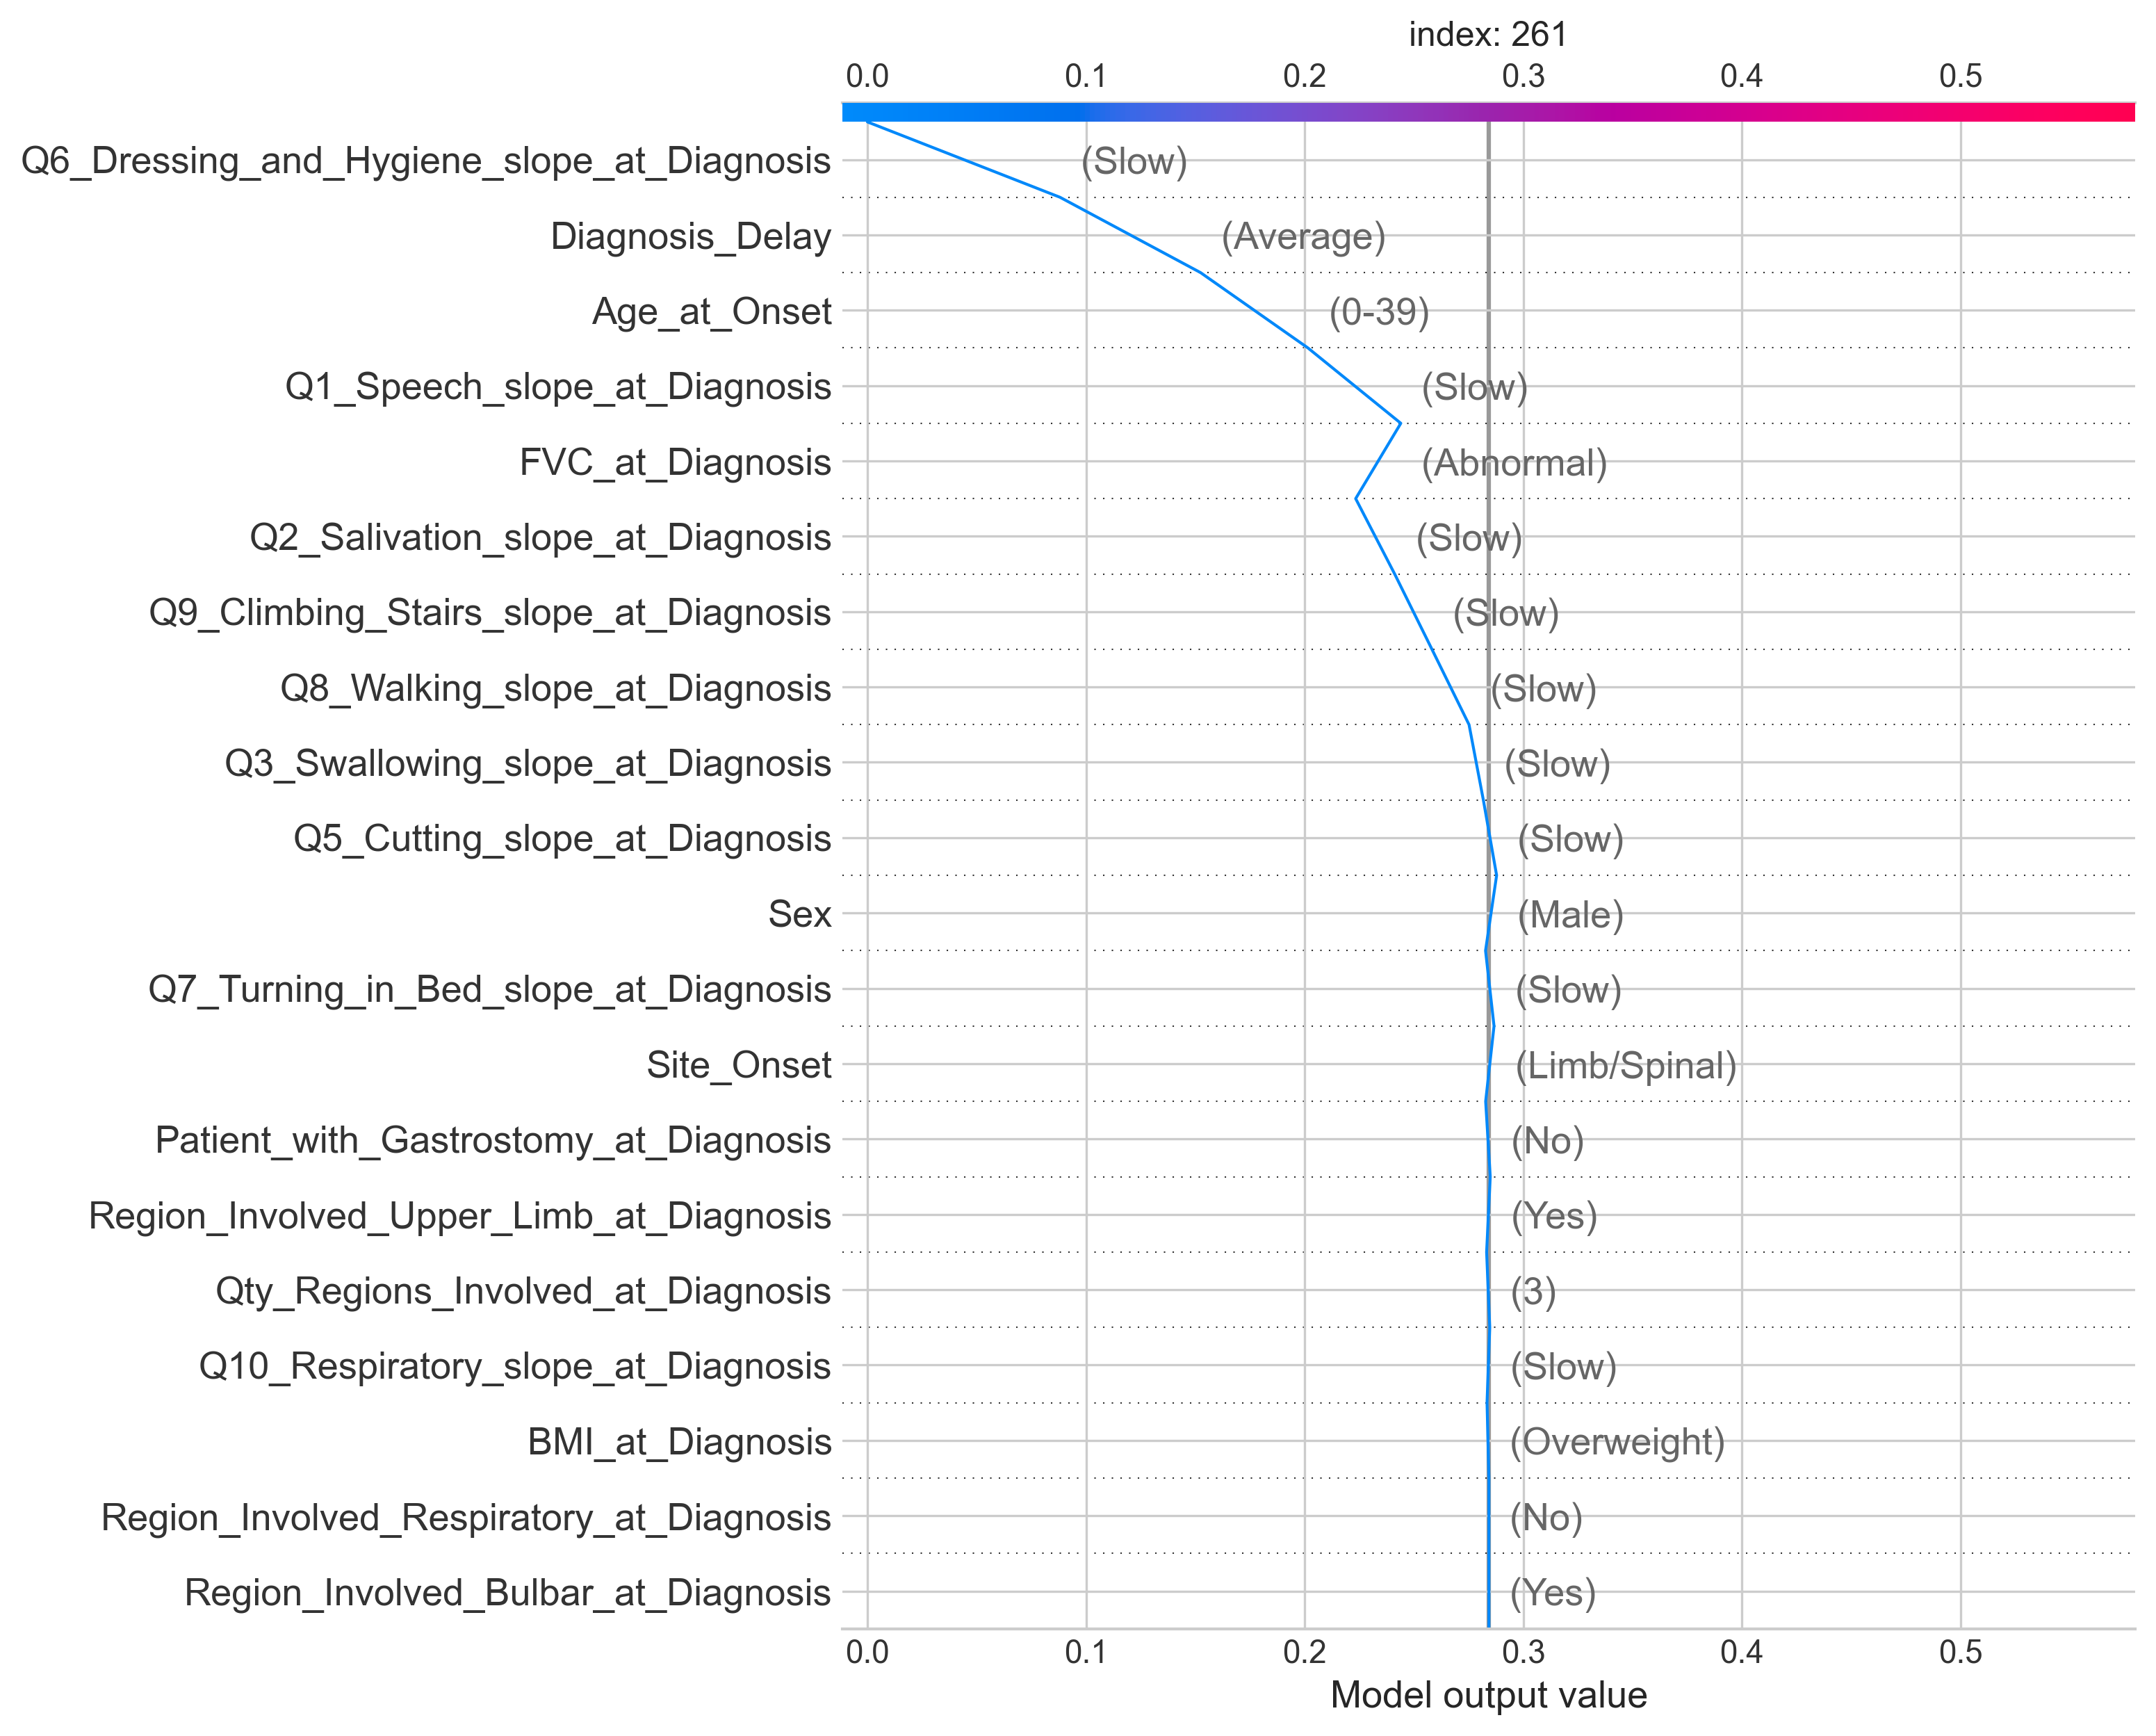 index: 261
0.0 0.1 0.2 0.3 0.4 0.5
Q6_Dressing_and_Hygiene_slope_at_Diagnosis (Slow)
Diagnosis_Delay (Average)
Age_at_Onset (0-39)
Q1_Speech_slope_at_Diagnosis (Slow)
FVC_at_Diagnosis (Abnormal)
Q2_Salivation_slope_at_Diagnosis (Slow)
Q9_Climbing_Stairs_slope_at_Diagnosis (Slow)
Q8_Walking_slope_at_Diagnosis (Slow)
Q3_Swallowing_slope_at_Diagnosis (Slow)
Q5_Cutting_slope_at_Diagnosis (Slow)
Sex (Male)
Q7_Turning_in_Bed_slope_at_Diagnosis (Slow)
Site_Onset (Limb/Spinal)
Patient_with_Gastrostomy_at_Diagnosis (No)
Region_Involved_Upper_Limb_at_Diagnosis (Yes)
Qty_Regions_Involved_at_Diagnosis (3)
Q10_Respiratory_slope_at_Diagnosis (Slow)
BMI_at_Diagnosis (Overweight)
Region_Involved_Respiratory_at_Diagnosis (No)
Region_Involved_Bulbar_at_Diagnosis (Yes)
0.0 0.1 0.2 0.3 0.4 0.5
Model output value